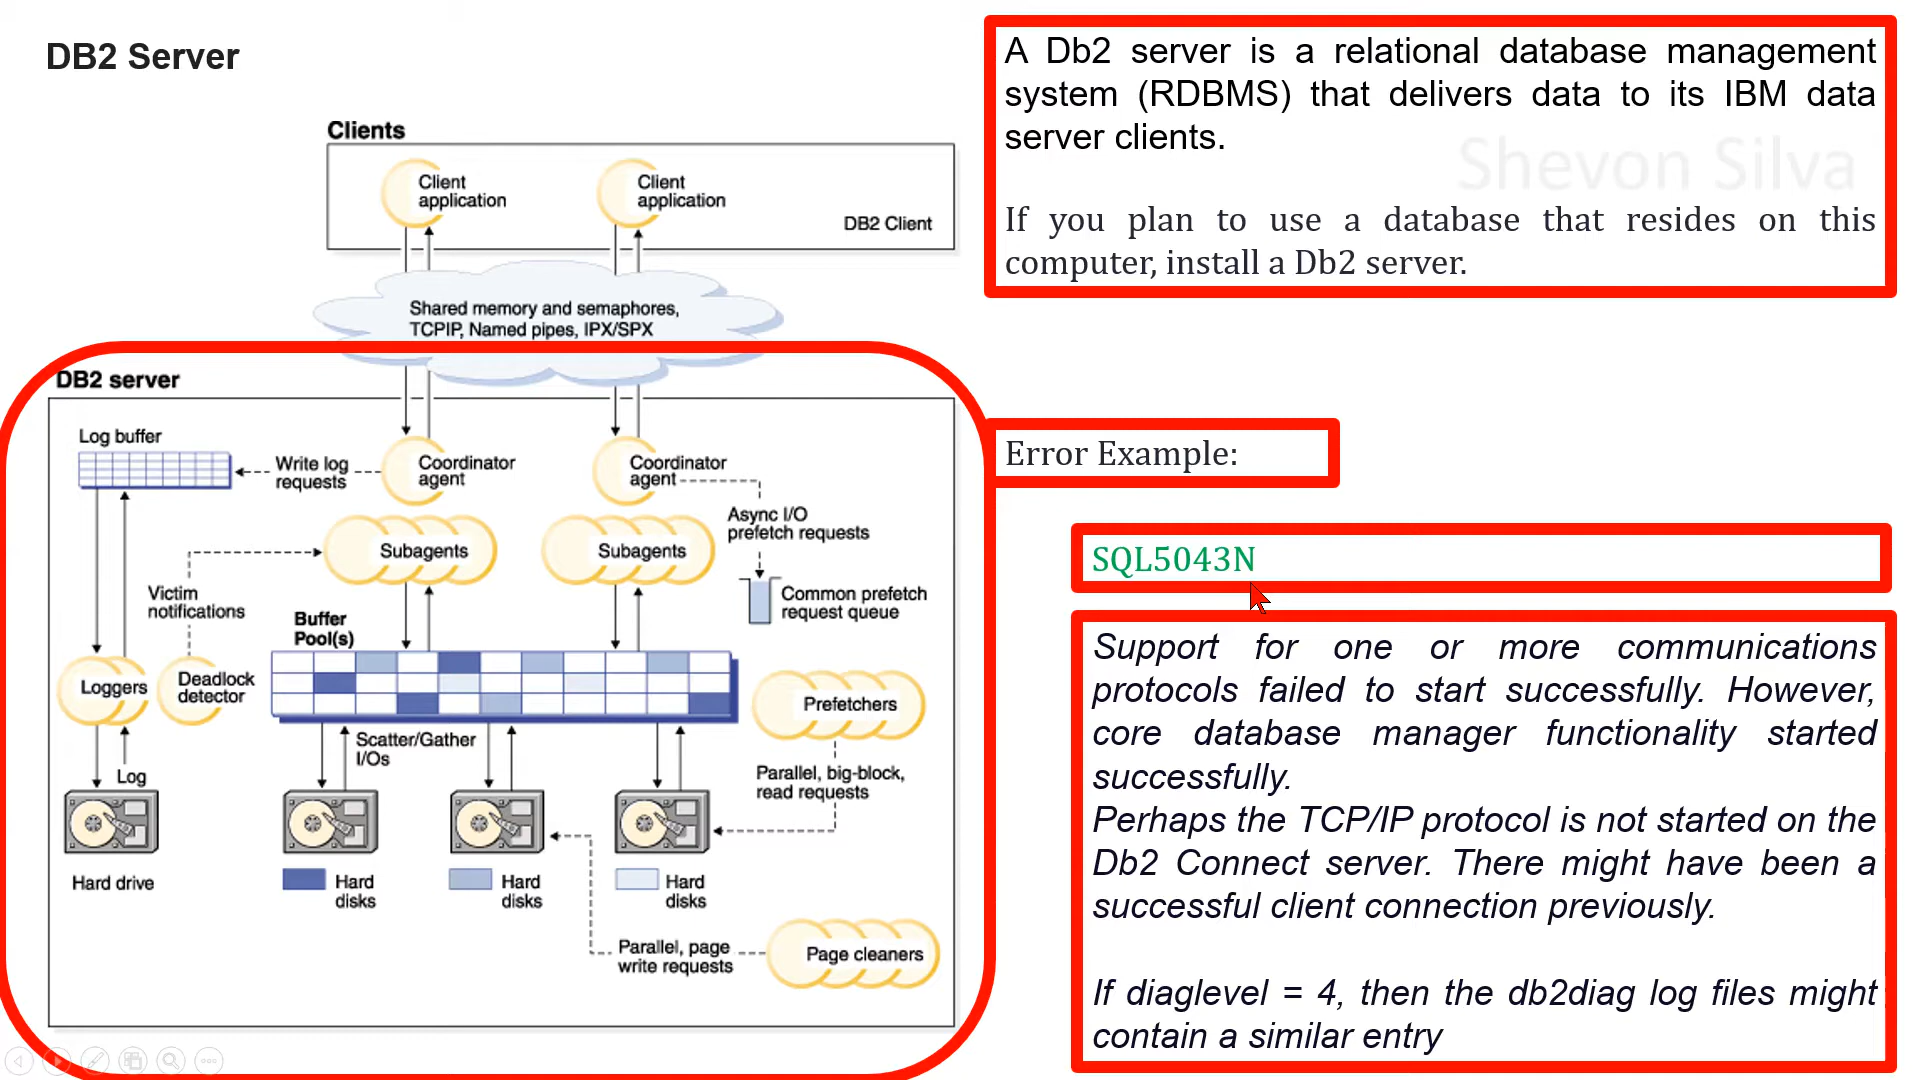 DB2 Server
Clients
Client
application
Client
application
DB2 Client
Shared memory and semaphores,
TCPIP, Named pipes, IPX/SPX
DB2 server
Log buffer
Write log
requests
Coordinator
agent
Coordinator
agent
Async I/O
prefetch requests
Subagents
Subagents
Victim
notifications
Common prefetch
request queue
Buffer
Pool(s)
Loggers
Deadlock
detector
Prefetchers
Scatter/Gather
I/Os
Log
Parallel, big-block,
read requests
Hard drive
Hard
disks
Hard
disks
Hard
disks
Parallel, page
write requests
Page cleaners
A Db2 server is a relational database management
system (RDBMS) that delivers data to its IBM data
server clients.
Shevon Silva
If you plan to use a database that resides on this
computer, install a Db2 server.
Error Example:
SQL5043N
Support for one or more communications
protocols failed to start successfully. However,
core database manager functionality started
successfully.
Perhaps the TCP/IP protocol is not started on the
Db2 Connect server. There might have been a
successful client connection previously.
If diaglevel = 4, then the db2diag log files might
contain a similar entry